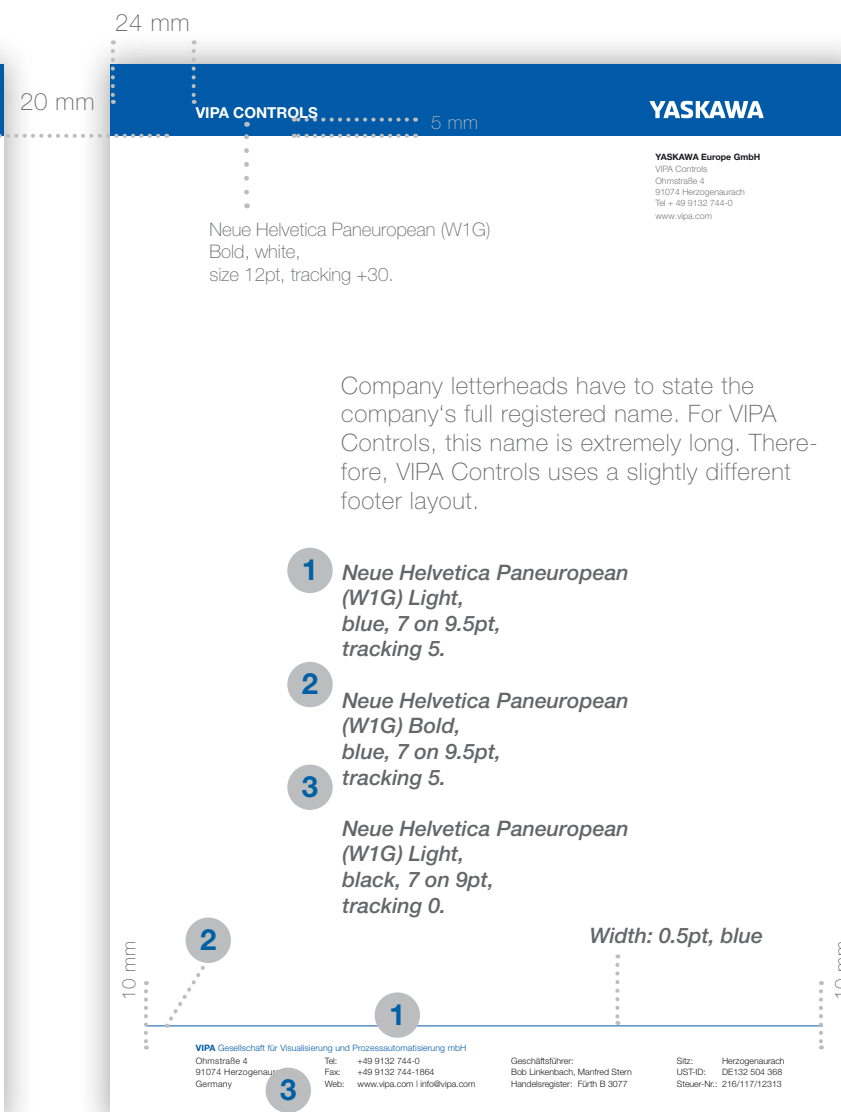 24 mm
20 mm
VIPA CONTROLS
5 mm
YASKAWA
YASKAWA Europe GmbH
VIPA Controls
Ohmstraße 4
91074 Herzogenaurach
Tel + 49 9132 744-0
www.vipa.com
Neue Helvetica Paneuropean (W1G)
Bold, white,
size 12pt, tracking +30.
Company letterheads have to state the
company‘s full registered name. For VIPA
Controls, this name is extremely long. There-
fore, VIPA Controls uses a slightly different
footer layout.
1
Neue Helvetica Paneuropean
(W1G) Light,
blue, 7 on 9.5pt,
tracking 5.
2
Neue Helvetica Paneuropean
(W1G) Bold,
blue, 7 on 9.5pt,
tracking 5.
3
Neue Helvetica Paneuropean
(W1G) Light,
black, 7 on 9pt,
tracking 0.
Width: 0.5pt, blue
10 mm
2
1
10 mm
VIPA Gesellschaft für Visualisierung und Prozessautomatisierung mbH
Ohmstraße 4 Tel: +49 9132 744-0 Geschäftsführer: Sitz: Herzogenaurach
91074 Herzogenaur Fax: +49 9132 744-1864 Bob Linkenbach, Manfred Stern UST-ID: DE132 504 368
Germany Web: www.vipa.com | info@vipa.com Handelsregister: Fürth B 3077 Steuer-Nr.: 216/117/12313
3